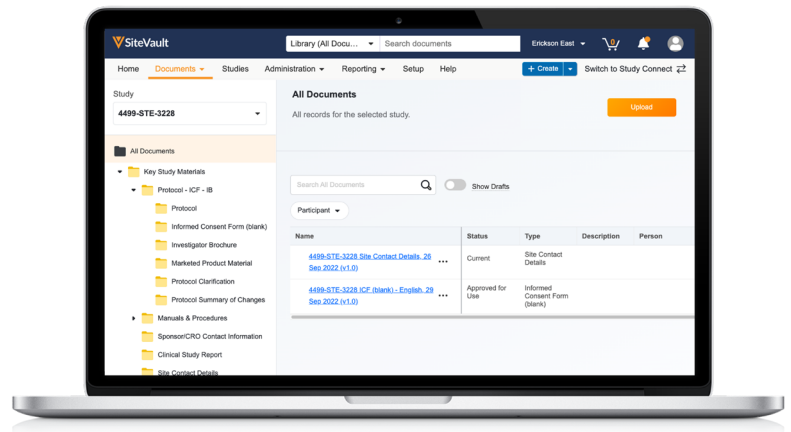 SiteVault
Library (All Docu...
Search documents
Erickson East
0
Home Documents Studies Administration Reporting Setup Help
+ Create
Switch to Study Connect
Study
4499-STE-3228
All Documents
Key Study Materials
Protocol - ICF - IB
Protocol
Informed Consent Form (blank)
Investigator Brochure
Marketed Product Material
Protocol Clarification
Protocol Summary of Changes
Manuals & Procedures
Sponsor/CRO Contact Information
Clinical Study Report
Site Contact Details
All Documents
All records for the selected study.
Upload
Search All Documents
Show Drafts
Participant
Name Status Type Description Person
4499-STE-3228 Site Contact Details, 26
Sep 2022 (v1.0)
Current
Site Contact
Details
4499-STE-3228 ICF (blank) - English, 29
Sep 2022 (v1.0)
Approved for
Use
Informed
Consent Form
(blank)